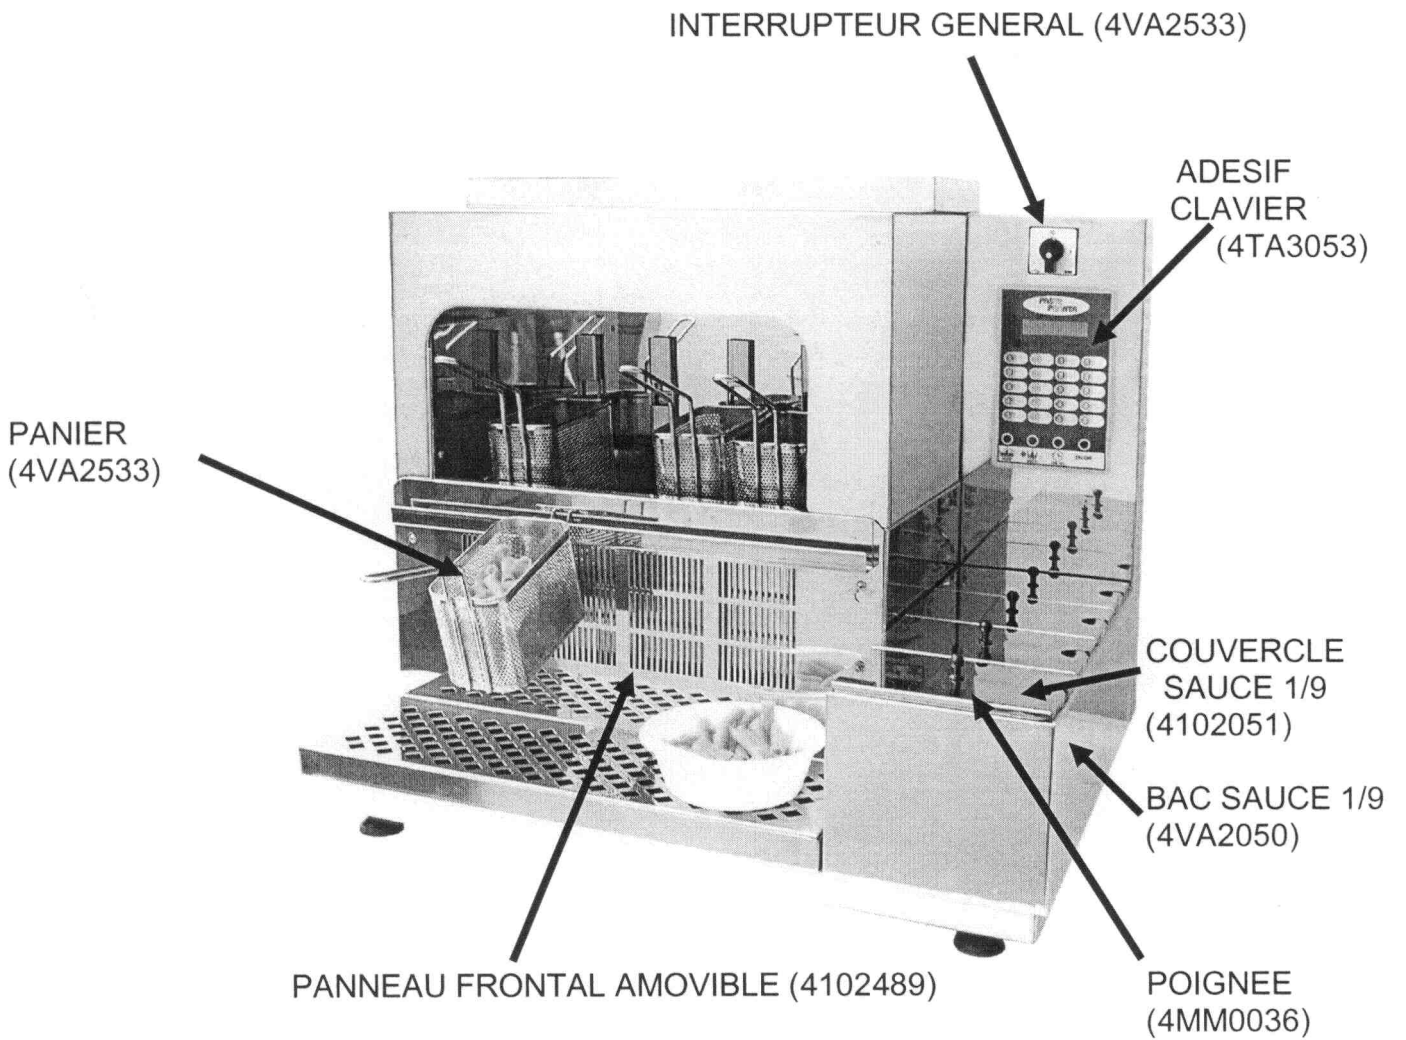 INTERRUPTEUR GENERAL (4VA2533)
ADESIF
CLAVIER
(4TA3053)
PANIER
(4VA2533)
COUVERCLE
SAUCE 1/9
(4102051)
BAC SAUCE 1/9
(4VA2050)
PANNEAU FRONTAL AMOVIBLE (4102489)
POIGNEE
(4MM0036)